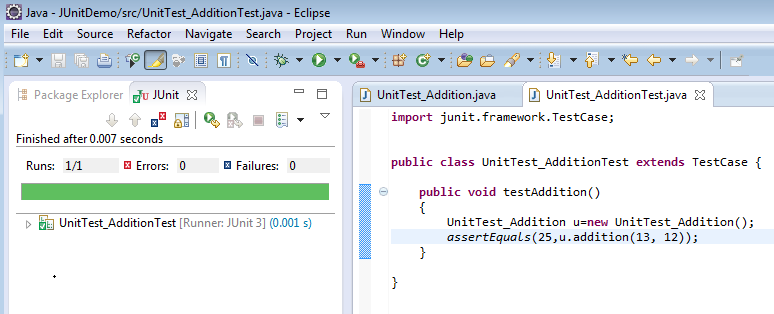 Java - JUnitDemo/src/UnitTest_AdditionTest.java - Eclipse
File Edit Source Refactor Navigate Search Project Run Window Help
Package Explorer JUnit
Finished after 0.007 seconds
Runs: 1/1 Errors: 0 Failures: 0
UnitTest_AdditionTest [Runner: JUnit 3] (0.001 s)
UnitTest_Addition.java UnitTest_AdditionTest.java
import junit.framework.TestCase;
public class UnitTest_AdditionTest extends TestCase {
public void testAddition()
{
UnitTest_Addition u=new UnitTest_Addition();
assertEquals(25,u.addition(13, 12));
}
}